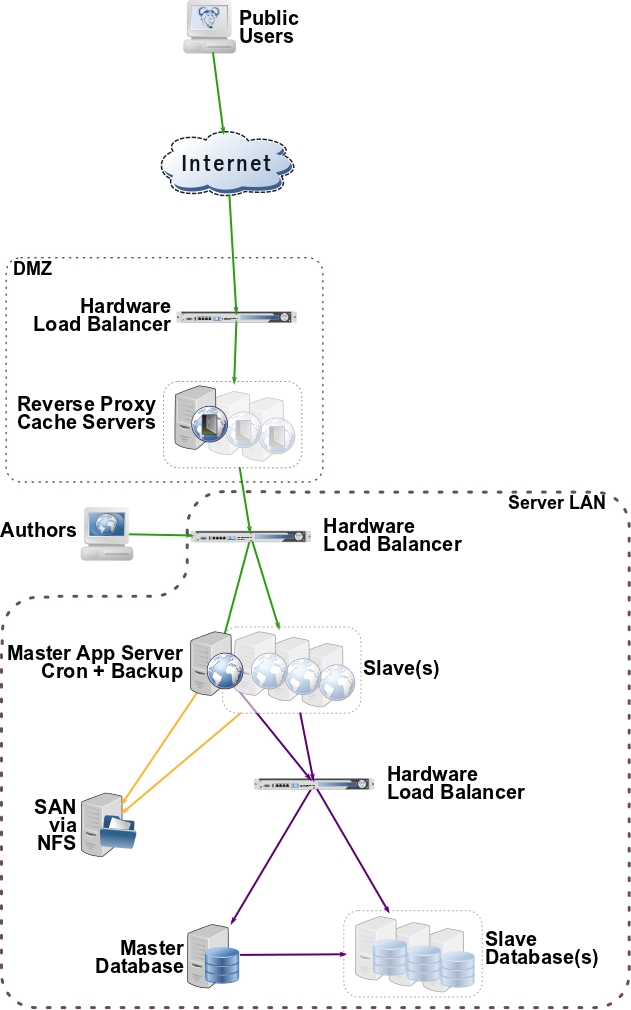 Public
Users
Internet
DMZ
Hardware
Load Balancer
Reverse Proxy
Cache Servers
Server LAN
Authors
Hardware
Load Balancer
Master App Server
Cron + Backup
Slave(s)
Hardware
Load Balancer
SAN
via
NFS
Master
Database
Slave
Database(s)